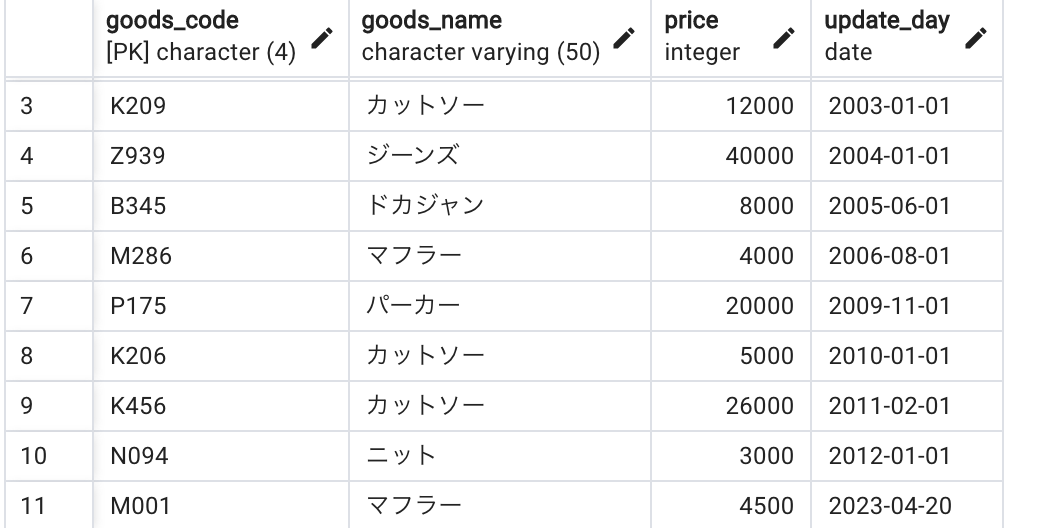 goods_code goods_name price update_day
[PK] character (4) character varying (50) integer date
3 K209 カットソー 12000 2003-01-01
4 Z939 ジーンズ 40000 2004-01-01
5 B345 ドカジャン 8000 2005-06-01
6 M286 マフラー 4000 2006-08-01
7 P175 パーカー 20000 2009-11-01
8 K206 カットソー 5000 2010-01-01
9 K456 カットソー 26000 2011-02-01
10 N094 ニット 3000 2012-01-01
11 M001 マフラー 4500 2023-04-20